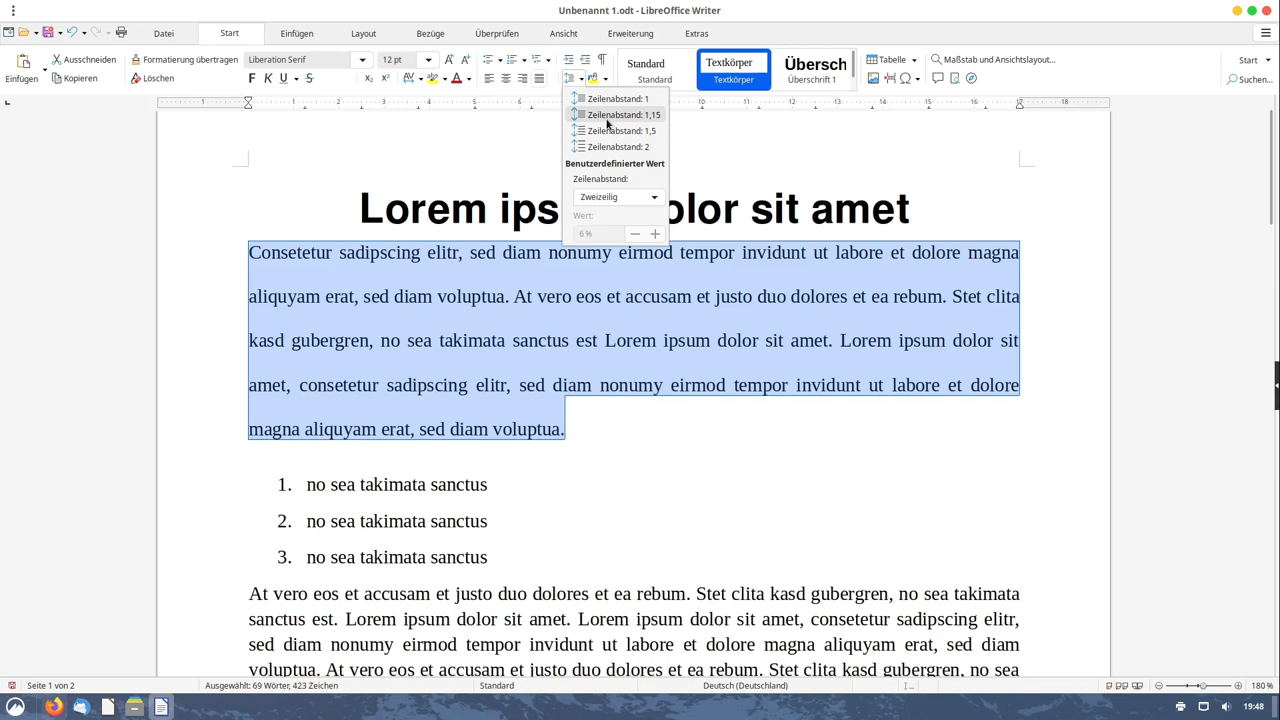 Unbenannt 1.odt - LibreOffice Writer
Datei Start Einfügen Layout Bezüge Überprüfen Ansicht Erweiterung Extras
Einfügen Ausschneiden Kopieren Formatierung übertragen Löschen
Liberation Serif 12 pt
F K U S
Standard Standard
Textkörper Textkörper
Übersch Überschrift 1
Tabelle Maßstab und Ansichtslayout...
Start
Suchen...
1 10 11 12 13 14 15 16 17 18
Zeilenabstand: 1
Zeilenabstand: 1,15
Zeilenabstand: 1,5
Zeilenabstand: 2
Benutzerdefinierter Wert
Zeilenabstand:
Zweizeilig
Wert:
6 %
Lorem ips olor sit amet
Consetetur sadipscing elitr, sed diam nonumy eirmod tempor invidunt ut labore et dolore magna
aliquyam erat, sed diam voluptua. At vero eos et accusam et justo duo dolores et ea rebum. Stet clita
kasd gubergren, no sea takimata sanctus est Lorem ipsum dolor sit amet. Lorem ipsum dolor sit
amet, consetetur sadipscing elitr, sed diam nonumy eirmod tempor invidunt ut labore et dolore
magna aliquyam erat, sed diam voluptua.
1. no sea takimata sanctus
2. no sea takimata sanctus
3. no sea takimata sanctus
At vero eos et accusam et justo duo dolores et ea rebum. Stet clita kasd gubergren, no sea takimata
sanctus est. Lorem ipsum dolor sit amet. Lorem ipsum dolor sit amet, consetetur sadipscing elitr,
sed diam nonumy eirmod tempor invidunt ut labore et dolore magna aliquyam erat, sed diam
voluptua. At vero eos et accusam et justo duo dolores et ea rebum. Stet clita kasd gubergren, no sea
Seite 1 von 2 Ausgewählt: 69 Wörter, 423 Zeichen Standard Deutsch (Deutschland) 180 %
19:48